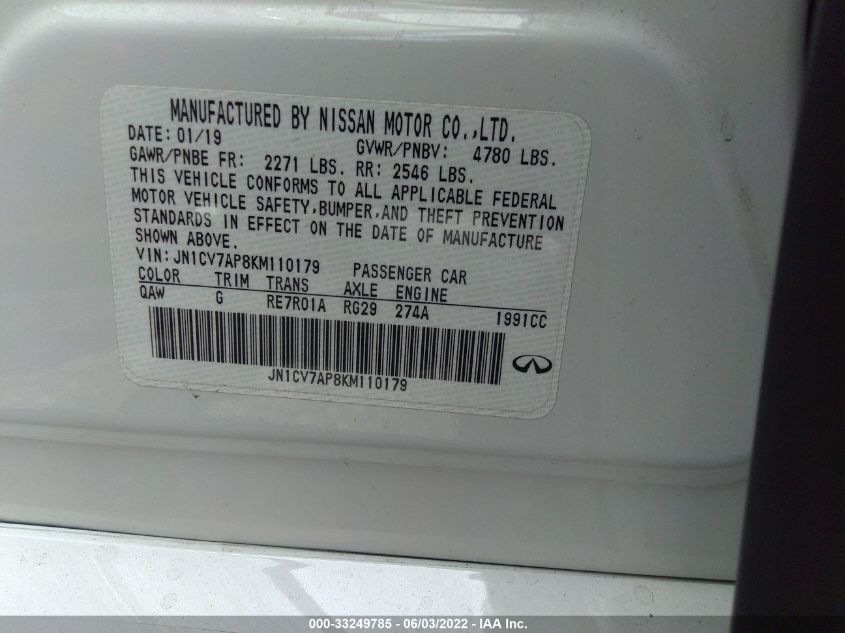 MANUFACTURED BY NISSAN MOTOR CO.,LTD.
DATE: 01/19 GVWR/PNBV: 4780 LBS.
GAWR/PNBE FR: 2271 LBS. RR: 2546 LBS.
THIS VEHICLE CONFORMS TO ALL APPLICABLE FEDERAL
MOTOR VEHICLE SAFETY,BUMPER,AND THEFT PREVENTION
STANDARDS IN EFFECT ON THE DATE OF MANUFACTURE
SHOWN ABOVE.
VIN: JN1CV7AP8KM110179 PASSENGER CAR
COLOR TRIM TRANS AXLE ENGINE
QAW G RE7R01A RG29 274A 1991CC
JN1CV7AP8KM110179
000-33249785 - 06/03/2022 - IAAI Inc.